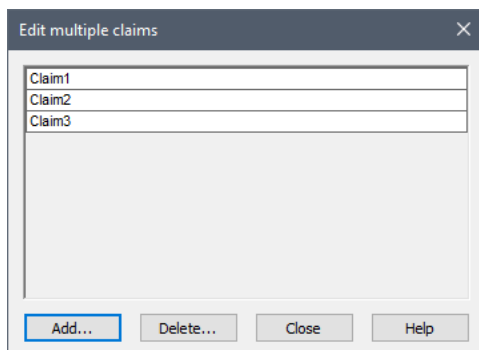 Edit multiple claims
Claim1
Claim2
Claim3
Add... Delete... Close Help